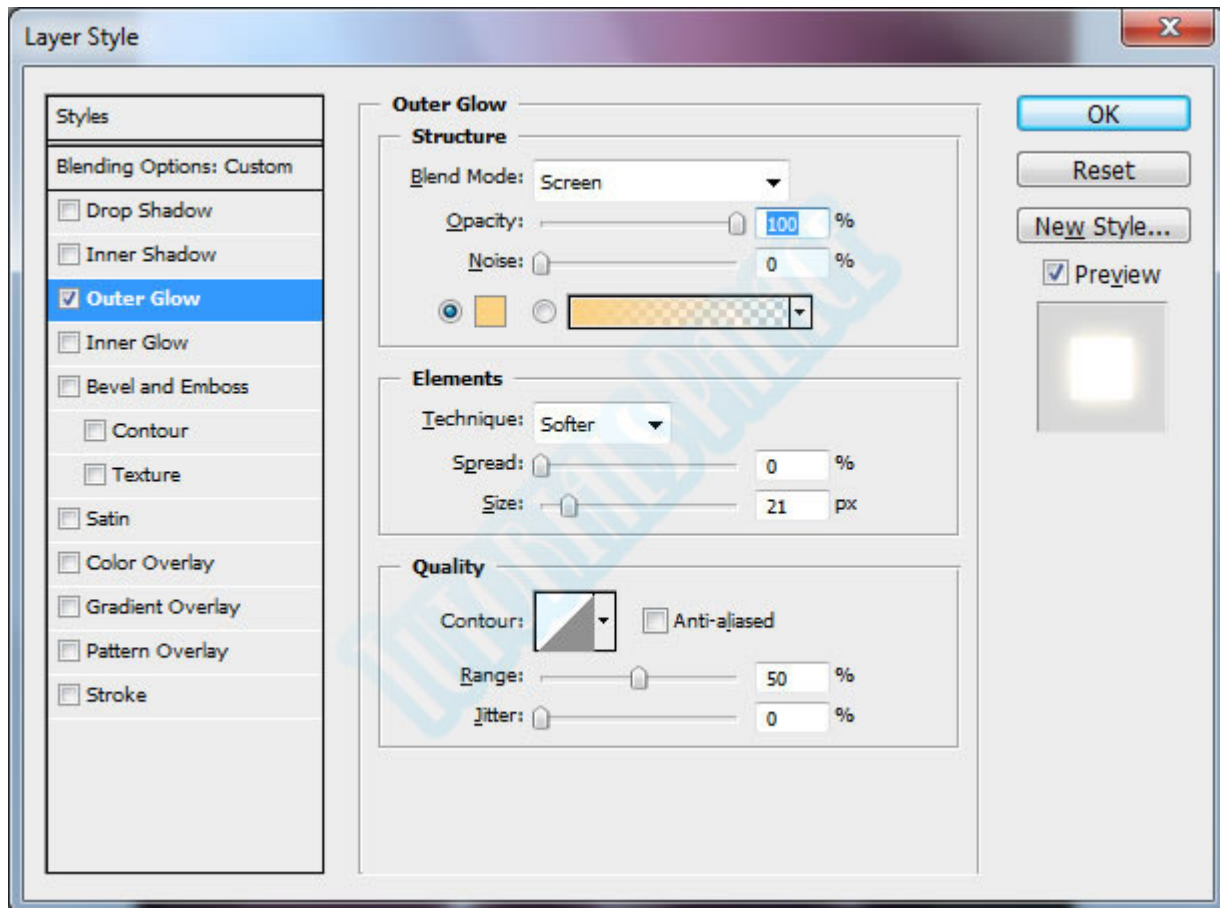 Layer Style
Styles
Blending Options: Custom
Drop Shadow
Inner Shadow
Outer Glow
Inner Glow
Bevel and Emboss
Contour
Texture
Satin
Color Overlay
Gradient Overlay
Pattern Overlay
Stroke
Outer Glow
Structure
Blend Mode: Screen
Opacity: 100 %
Noise: 0 %
Elements
Technique: Softer
Spread: 0 %
Size: 21 px
Quality
Contour: Anti-aliased
Range: 50 %
Jitter: 0 %
OK
Reset
New Style...
Preview
TutorialsPalace